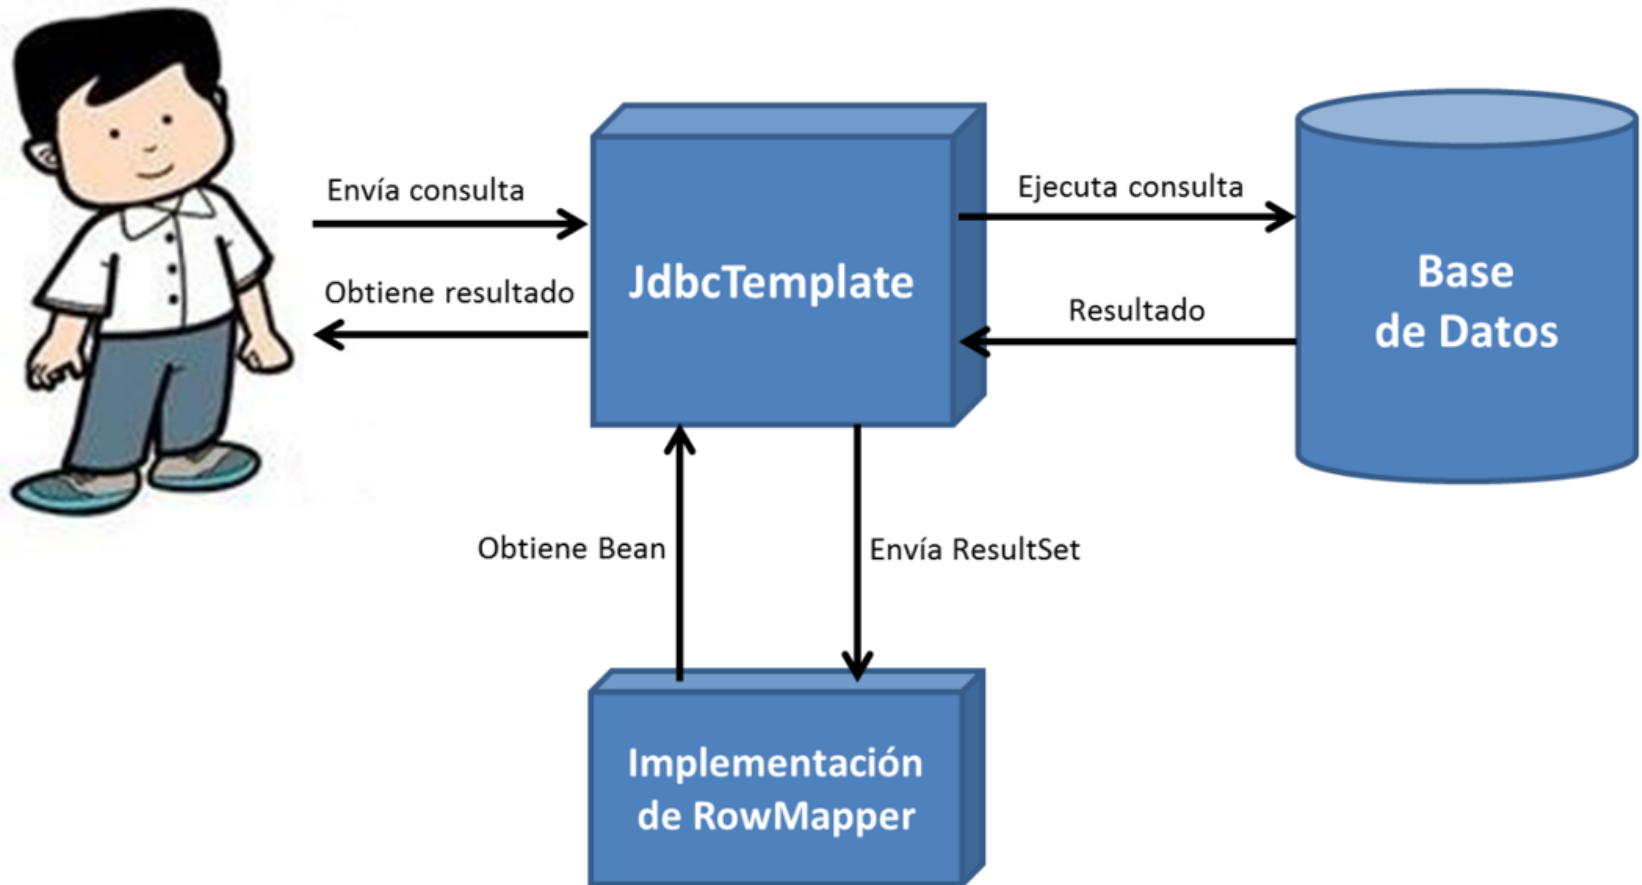 Envía consulta
Ejecuta consulta
JdbcTemplate
Base
de Datos
Obtiene resultado
Resultado
Obtiene Bean
Envía ResultSet
Implementación
de RowMapper